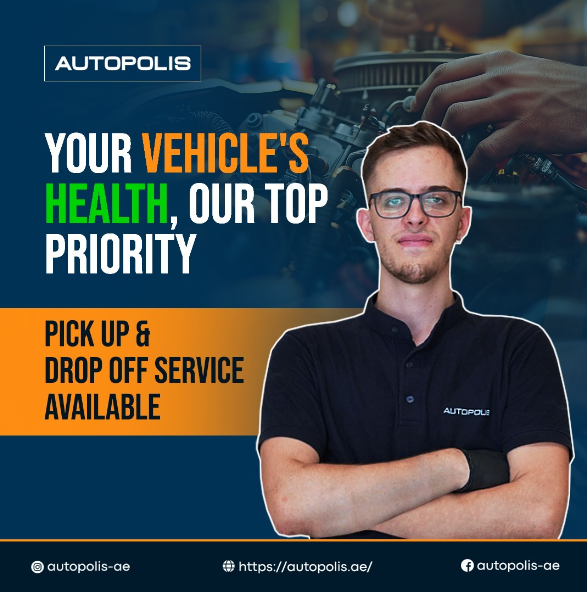 AUTOPOLIS
YOUR VEHICLE'S
HEALTH, OUR TOP
PRIORITY
PICK UP &
DROP OFF SERVICE
AVAILABLE
AUTOPOLIS
autopolis-ae
https://autopolis.ae/
autopolis-ae